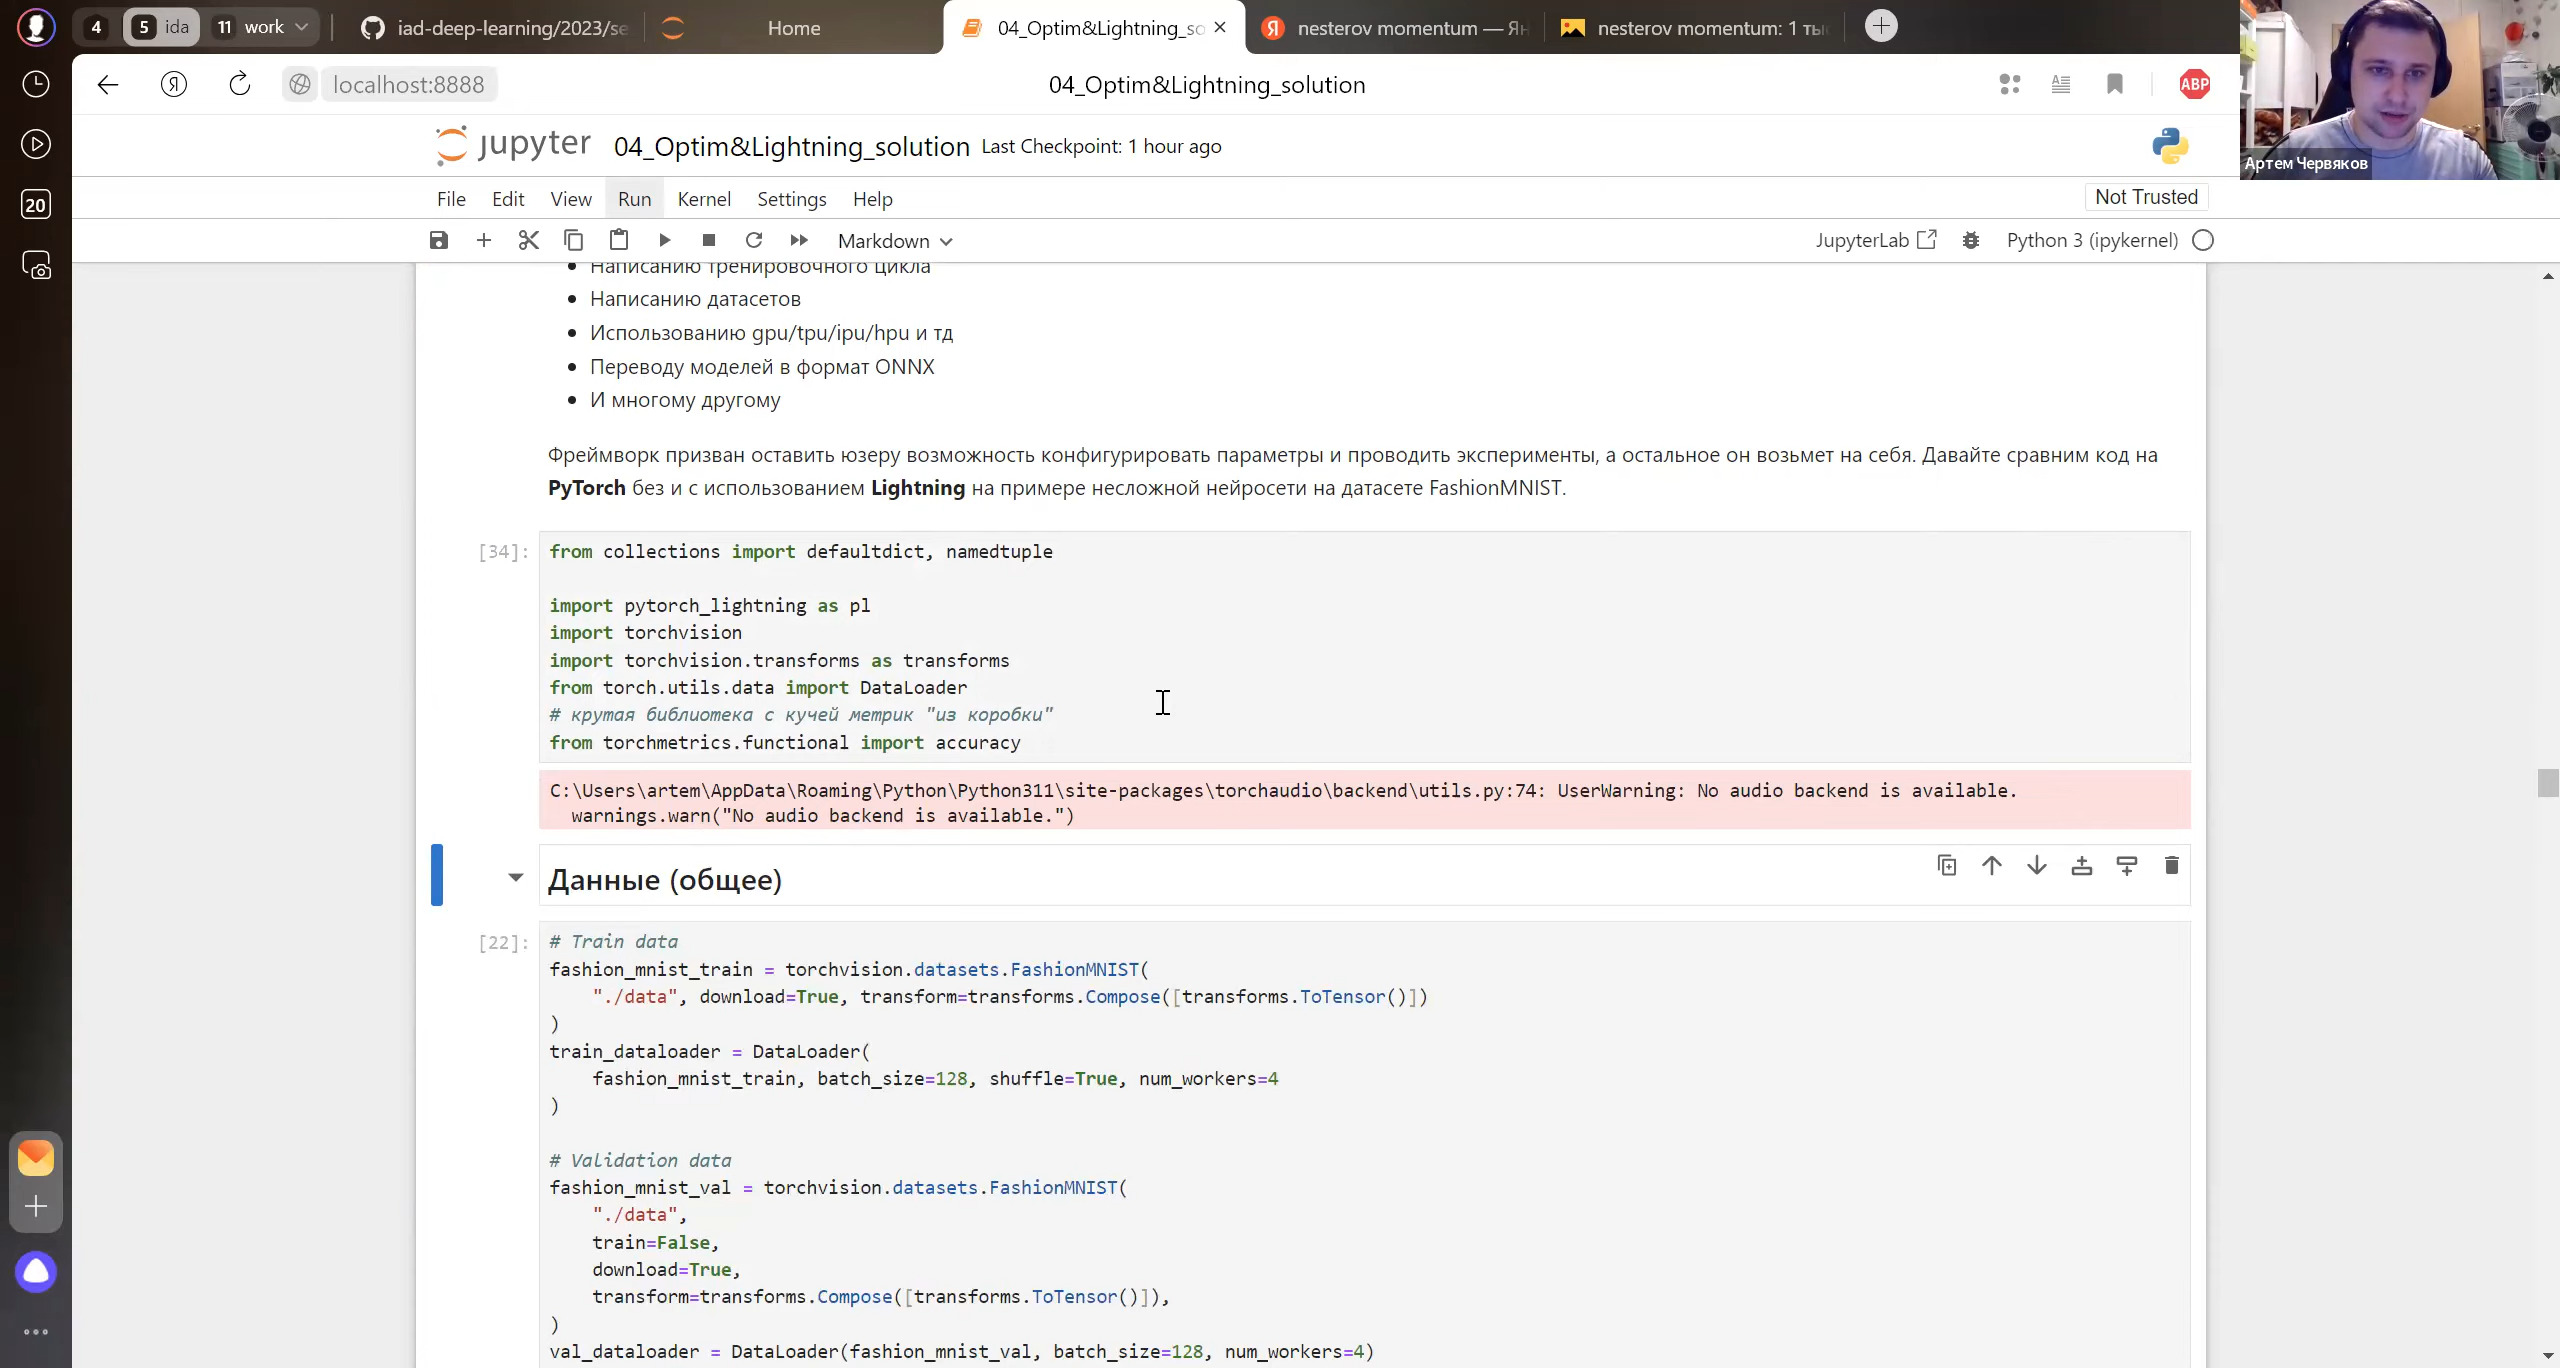 4 5 ida 11 work iad-deep-learning/2023/se Home 04_Optim&Lightning_so nesterov momentum — Ян nesterov momentum: 1 ты
localhost:8888 04_Optim&Lightning_solution ABP
20
Артем Червяков
jupyter 04_Optim&Lightning_solution Last Checkpoint: 1 hour ago
File Edit View Run Kernel Settings Help Not Trusted
Markdown JupyterLab Python 3 (ipykernel)
Написанию тренировочного цикла
Написанию датасетов
Использованию gpu/tpu/ipu/hpu и тд
Переводу моделей в формат ONNX
И многому другому
Фреймворк призван оставить юзеру возможность конфигурировать параметры и проводить эксперименты, а остальное он возьмет на себя. Давайте сравним код на
PyTorch без и с использованием Lightning на примере несложной нейросети на датасете FashionMNIST.
[34]: from collections import defaultdict, namedtuple
import pytorch_lightning as pl
import torchvision
import torchvision.transforms as transforms
from torch.utils.data import DataLoader
# крутая библиотека с кучей метрик "из коробки"
from torchmetrics.functional import accuracy
C:\Users\artem\AppData\Roaming\Python\Python311\site-packages\torchaudio\backend\utils.py:74: UserWarning: No audio backend is available.
warnings.warn("No audio backend is available.")
Данные (общее)
[22]: # Train data
fashion_mnist_train = torchvision.datasets.FashionMNIST(
"./data", download=True, transform=transforms.Compose([transforms.ToTensor()])
)
train_dataloader = DataLoader(
fashion_mnist_train, batch_size=128, shuffle=True, num_workers=4
)
# Validation data
fashion_mnist_val = torchvision.datasets.FashionMNIST(
"./data",
train=False,
download=True,
transform=transforms.Compose([transforms.ToTensor()]),
)
val_dataloader = DataLoader(fashion_mnist_val, batch_size=128, num_workers=4)